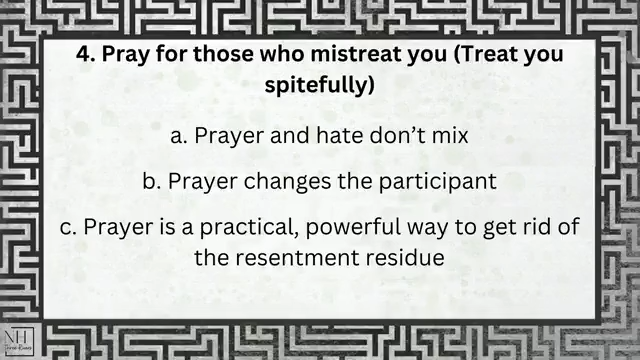 4. Pray for those who mistreat you (Treat you
spitefully)
a. Prayer and hate don’t mix
b. Prayer changes the participant
c. Prayer is a practical, powerful way to get rid of
the resentment residue
NH